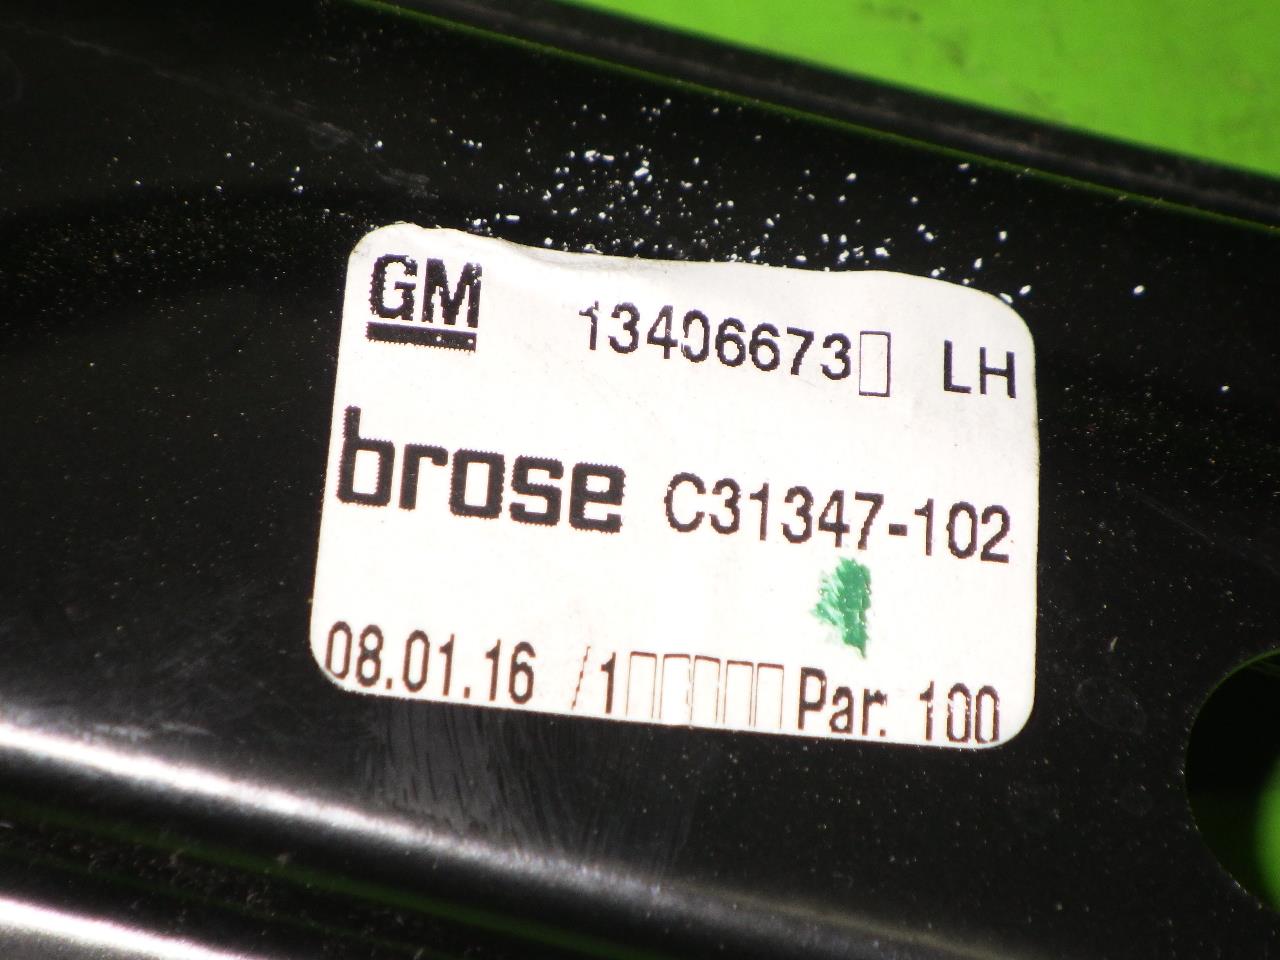 GM 13406673▯ LH
brose C31347-102
08.01.16 /1▯▯▯▯▯ Par. 100